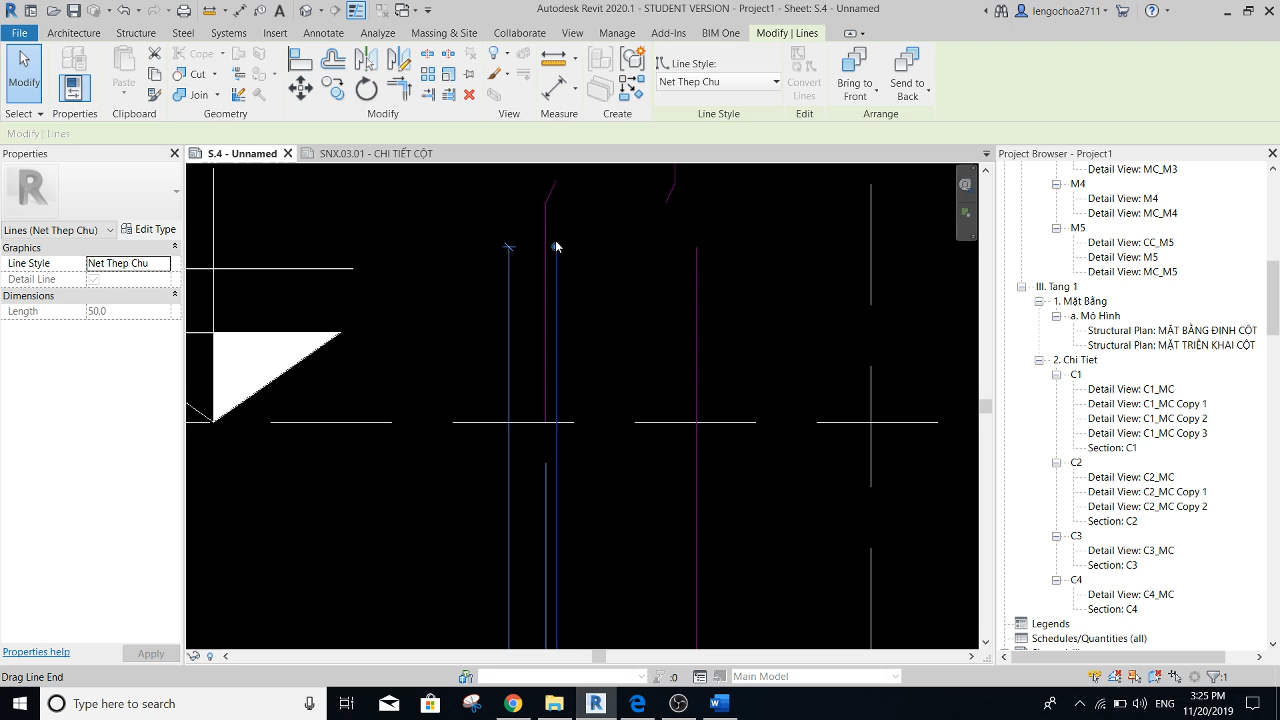 Autodesk Revit 2020.1 - STUDENT VERSION - Project1 - Sheet: S.4 - Unnamed
lengochoa2711
File Architecture Structure Steel Systems Insert Annotate Analyze Massing & Site Collaborate View Manage Add-Ins BIM One Modify | Lines
Modify Paste Cope Cut Join Line Style: Net Thep Chu Convert Lines Bring to Front Send to Back
Select Properties Clipboard Geometry Modify View Measure Create Line Style Edit Arrange
Modify | Lines
Properties
S.4 - Unnamed
SNX.03.01 - CHI TIẾT CỘT
Project Browser - Project1
R
Lines (Net Thep Chu) Edit Type
Graphics
Line Style Net Thep Chu
Detail Line
Dimensions
Length 50.0
Properties help Apply
Detail View: MC_M3
M4
Detail View: M4
Detail View: MC_M4
M5
Detail View: CC_M5
Detail View: M5
Detail View: MC_M5
III. Tang 1
1. Mặt Bằng
a. Mô Hình
Structural Plan: MẶT BẰNG ĐỊNH CỘT
Structural Plan: MẶT TRIỂN KHAI CỘT
2. Chi Tiet
C1
Detail View: C1_MC
Detail View: C1_MC Copy 1
Detail View: C1_MC Copy 2
Detail View: C1_MC Copy 3
Section: C1
C2
Detail View: C2_MC
Detail View: C2_MC Copy 1
Detail View: C2_MC Copy 2
Section: C2
C3
Detail View: C3_MC
Section: C3
C4
Detail View: C4_MC
Section: C4
Legends
Schedules/Quantities (all)
Drag Line End
:0
Main Model
:1
Type here to search
ENG
3:25 PM
11/20/2019